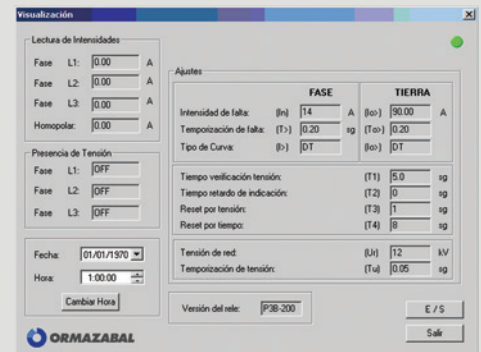 Visualización
Lectura de Intensidades
Fase L1: 0.00 A
Fase L2: 0.00 A
Fase L3: 0.00 A
Homopolar: 0.00 A
Presencia de Tensión
Fase L1: OFF
Fase L2: OFF
Fase L3: OFF
Fecha: 01/01/1970
Hora: 1:00:00
Cambiar Hora
ORMAZABAL
Ajustes
FASE TIERRA
Intensidad de falta: (In) 14 A (Io>) 90.00 A
Temporización de falta: (T>) 0.20 sg (To>) 0.20
Tipo de Curva: (I>) DT (Io>) DT
Tiempo verificación tensión: (T1) 5.0 sg
Tiempo retardo de indicación: (T2) 0 sg
Reset por tensión: (T3) 1 sg
Reset por tiempo: (T4) 8 sg
Tensión de red: (Ur) 12 kV
Temporización de tensión: (Tu) 0.05 sg
Versión del rele: P3B-200
E / S
Salir